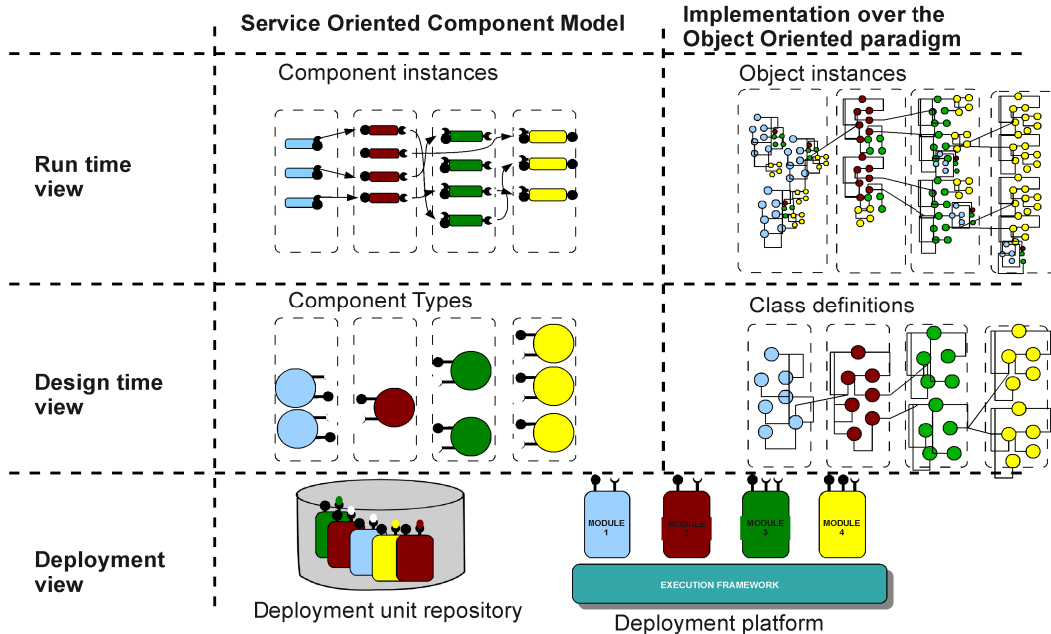 Service Oriented Component Model
Implementation over the
Object Oriented paradigm
Run time
view
Component instances
Object instances
Design time
view
Component Types
Class definitions
Deployment
view
Deployment unit repository
MODULE
1
MODULE
2
MODULE
3
MODULE
4
EXECUTION FRAMEWORK
Deployment platform